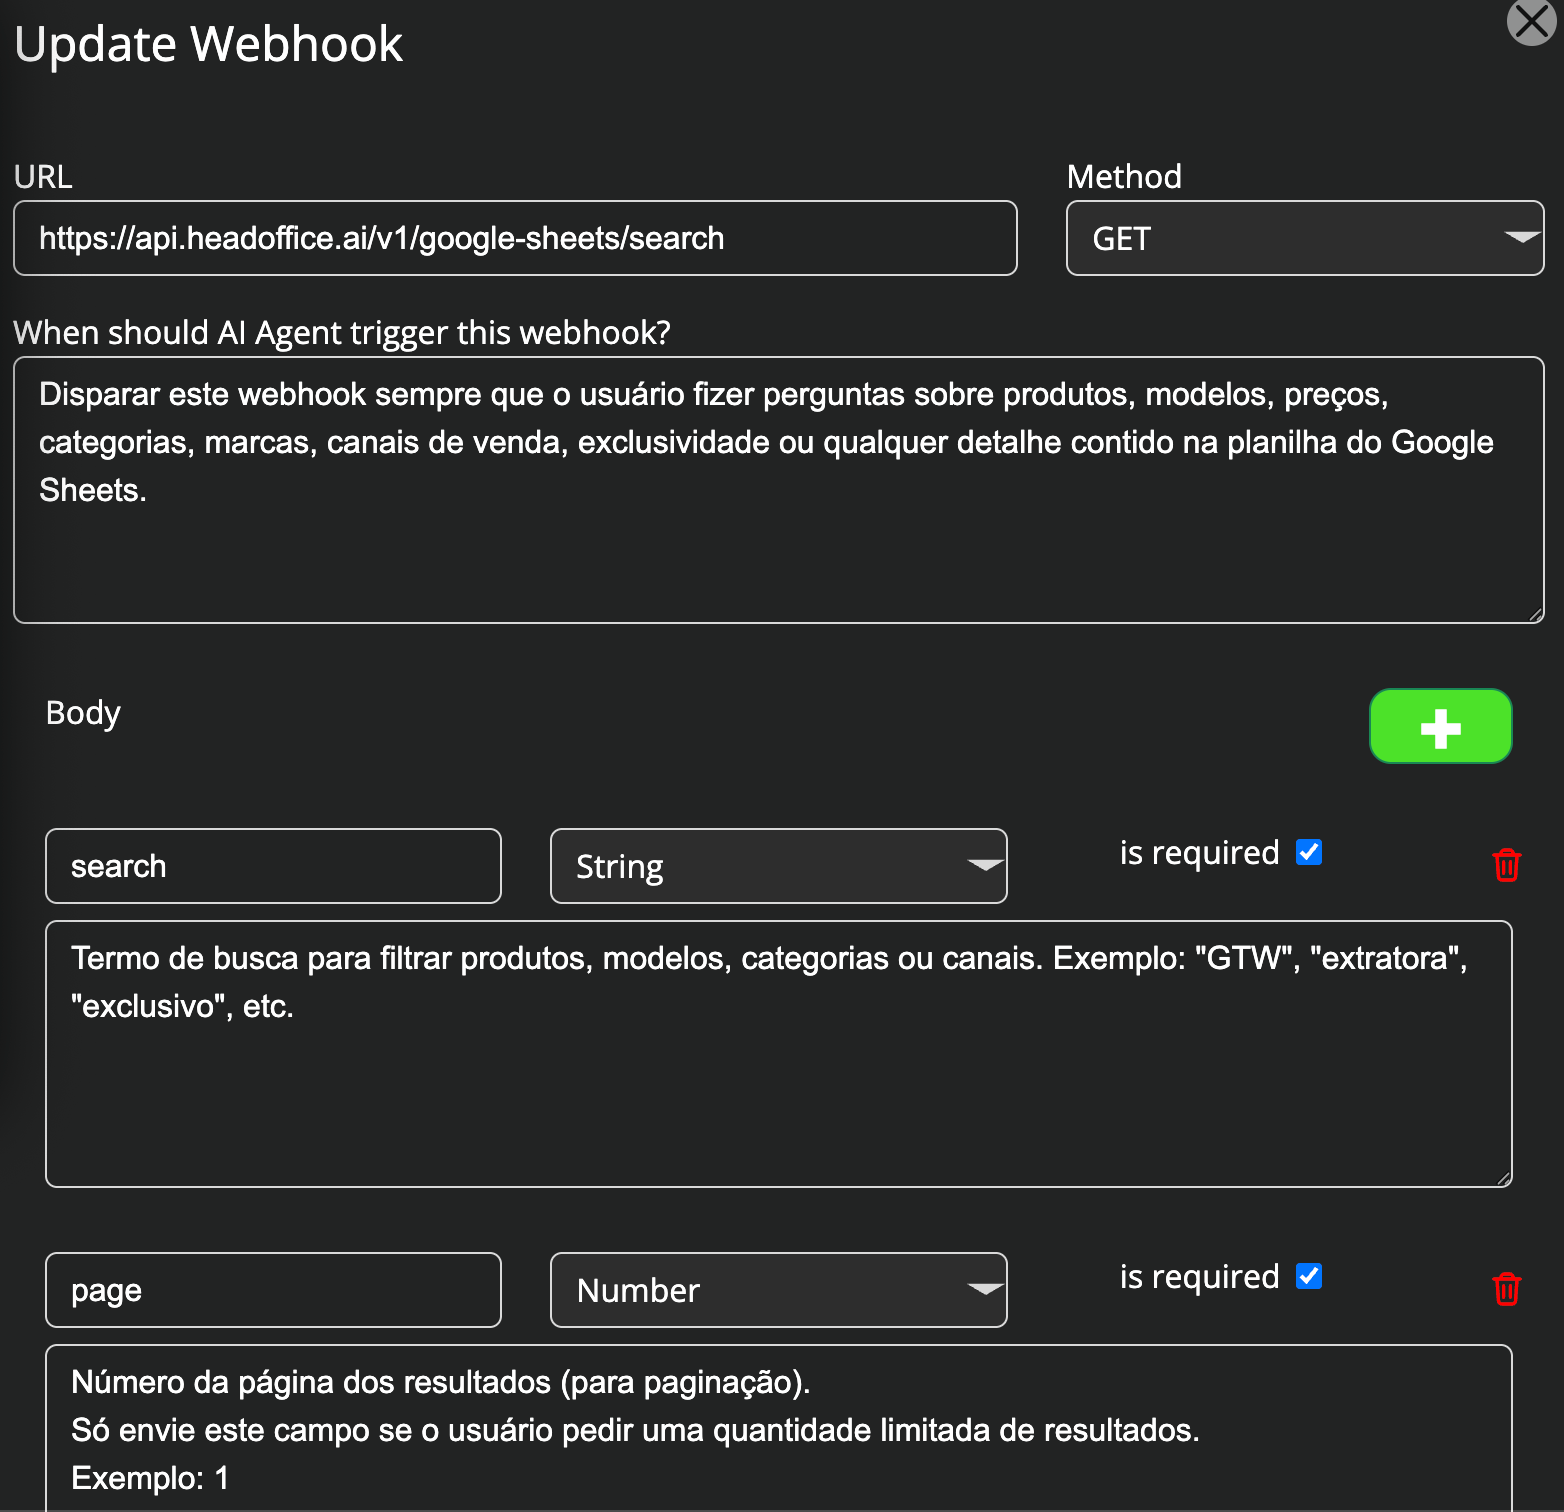 Update Webhook
URL
Method
https://api.headoffice.ai/v1/google-sheets/search
GET
When should AI Agent trigger this webhook?
Disparar este webhook sempre que o usuário fizer perguntas sobre produtos, modelos, preços,
categorias, marcas, canais de venda, exclusividade ou qualquer detalhe contido na planilha do Google
Sheets.
Body
search
String
is required
Termo de busca para filtrar produtos, modelos, categorias ou canais. Exemplo: "GTW", "extratora",
"exclusivo", etc.
page
Number
is required
Número da página dos resultados (para paginação).
Só envie este campo se o usuário pedir uma quantidade limitada de resultados.
Exemplo: 1